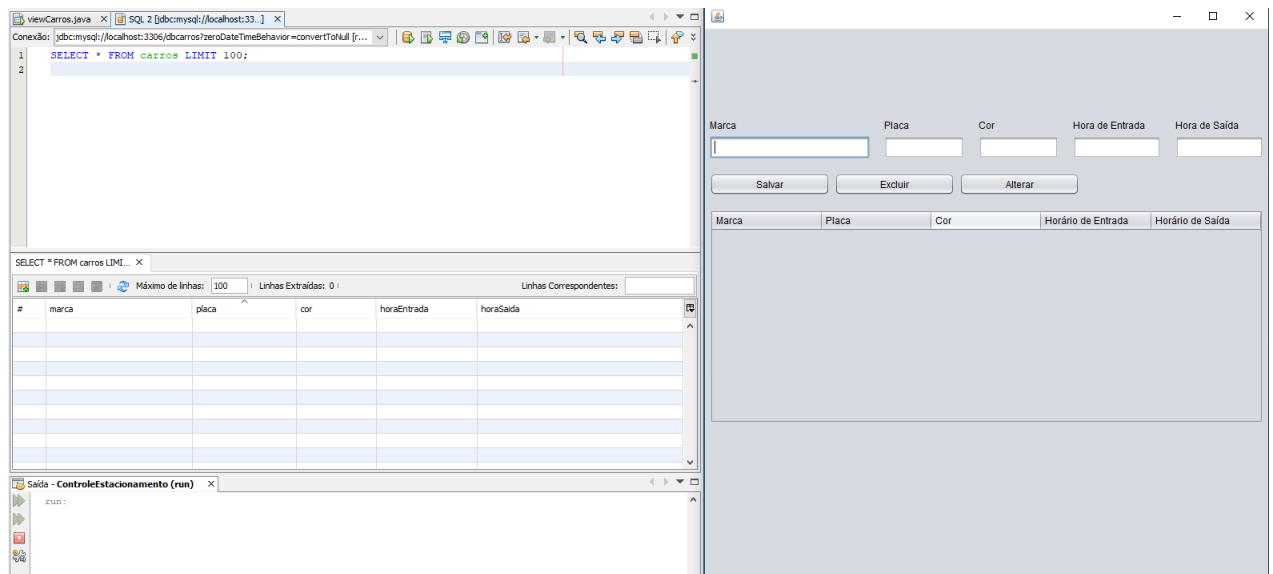 viewCarros.java
SQL 2 [jdbc:mysql://localhost:33...]
Conexão: jdbc:mysql://localhost:3306/dbcarros?zeroDateTimeBehavior=convertToNull [r...
1 SELECT * FROM carros LIMIT 100;
2
SELECT * FROM carros LIMI...
Máximo de linhas: 100 Linhas Extraídas: 0 Linhas Correspondentes:
# marca placa cor horaEntrada horaSaida
Saída - ControleEstacionamento (run)
run:
Marca Placa Cor Hora de Entrada Hora de Saída
Salvar Excluir Alterar
Marca Placa Cor Horário de Entrada Horário de Saída